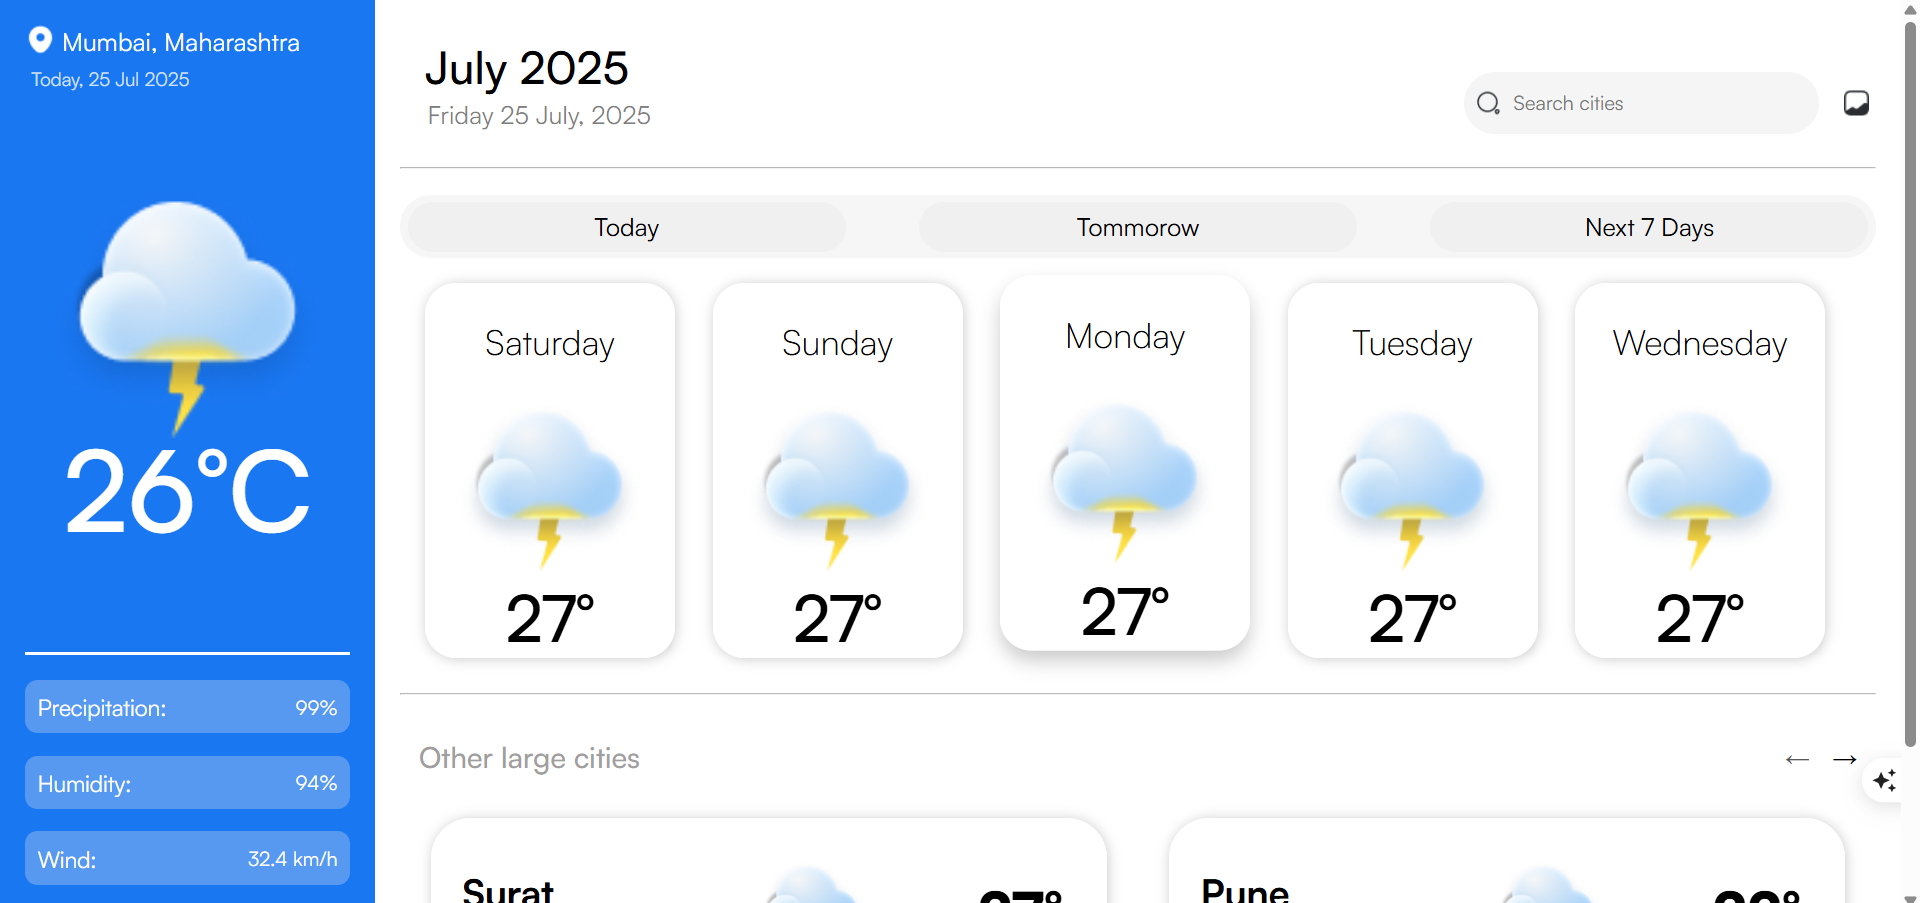 Mumbai, Maharashtra
Today, 25 Jul 2025
26°C
Precipitation: 99%
Humidity: 94%
Wind: 32.4 km/h
July 2025
Friday 25 July, 2025
Search cities
Today Tommorow Next 7 Days
Saturday Sunday Monday Tuesday Wednesday
27° 27° 27° 27° 27°
Other large cities
← →
Surat Pune